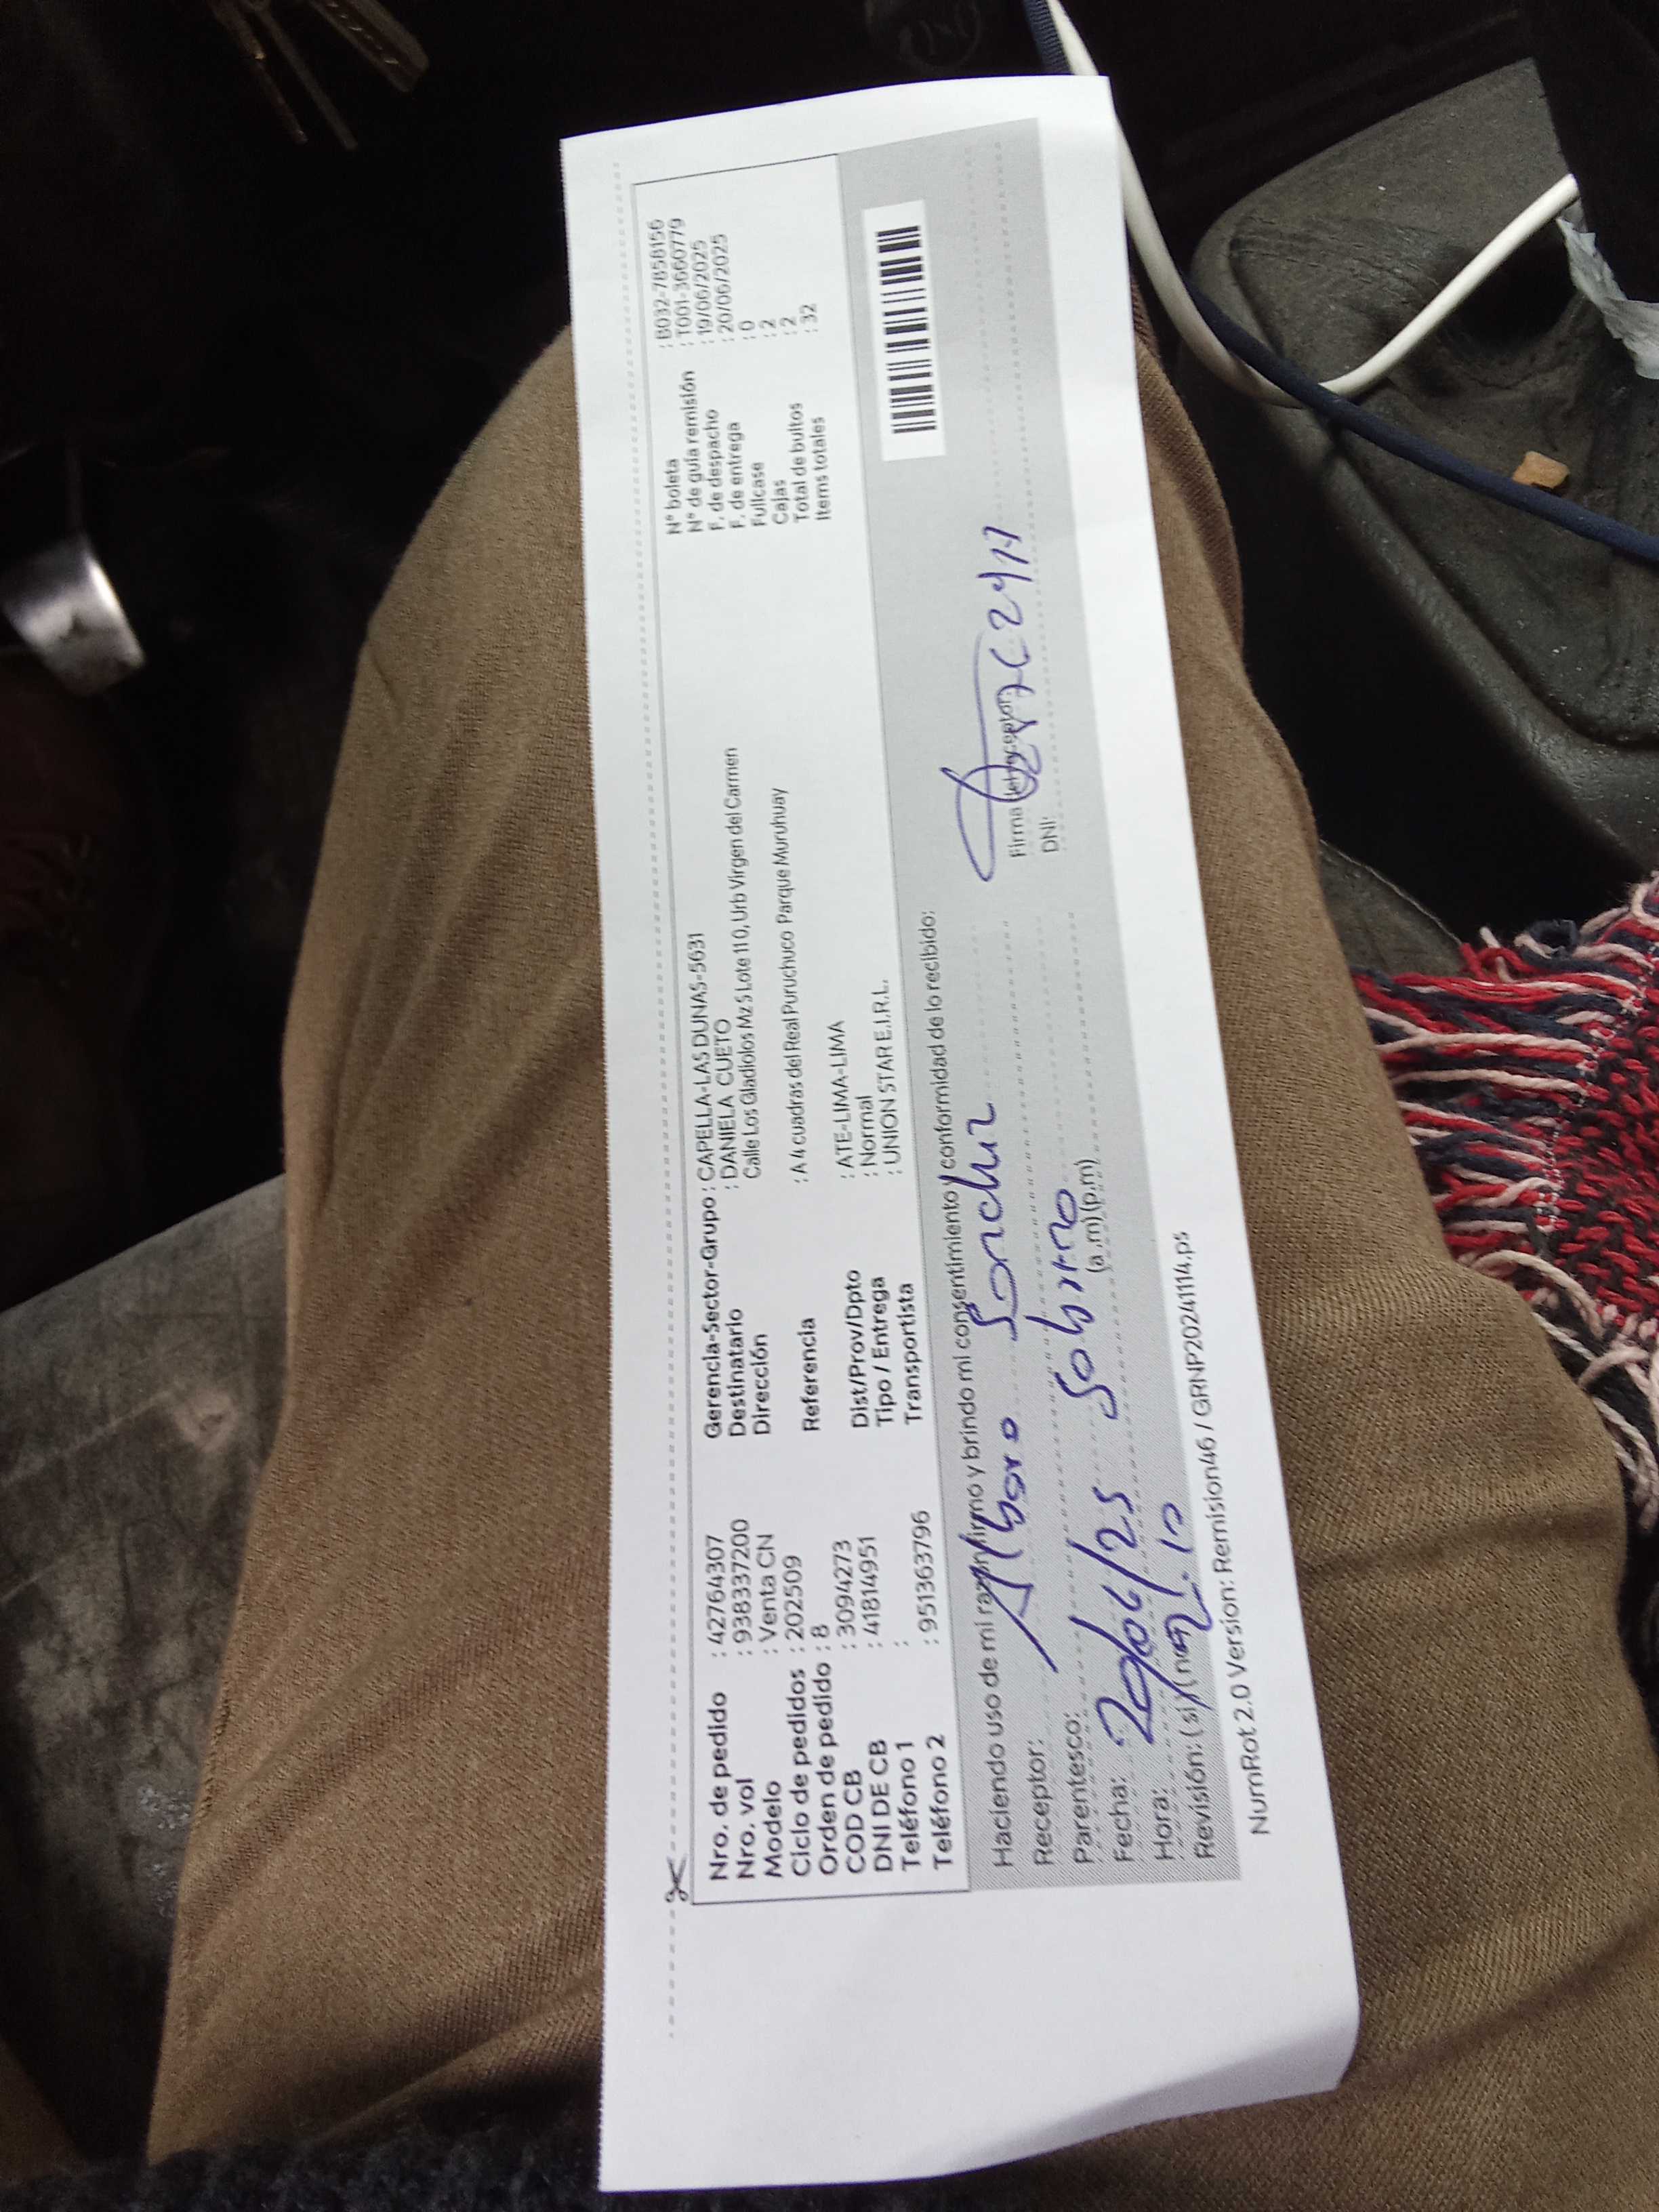 Nro. de pedido : 42764307
Nro. vol : 938337200
Modelo : Venta CN
Ciclo de pedidos : 202509
Orden de pedido : 8
COD CB : 3094273
DNI DE CB : 41814951
Teléfono 1 :
Teléfono 2 : 951363796
Gerencia-Sector-Grupo : CAPELLA-LAS DUNAS-5631
Destinatario : DANIELA CUETO
Dirección Calle Los Gladiolos Mz S Lote 110, Urb Virgen del Carmen
Referencia : A 4 cuadras del Real Puruchuco Parque Muruhuay
Dist/Prov/Dpto : ATE-LIMA-LIMA
Tipo / Entrega : Normal
Transportista : UNION STAR E.I.R.L.
N° boleta : B032-7858156
N° de guía remisión : T001-3660779
F. de despacho : 19/06/2025
F. de entrega : 20/06/2025
Fullcase : 0
Cajas : 2
Total de bultos : 2
Items totales : 32
Haciendo uso de mi razón firmo y brindo mi consentimiento y conformidad de lo recibido:
Receptor:
Parentesco: Sobrino
Fecha: 20/06/25
Hora: (a.m)(p.m)
Revisión: (si) (no)
Firma del receptor:
DNI:
NumRot 2.0 Version: Remision46 / GRNP20241114.ps